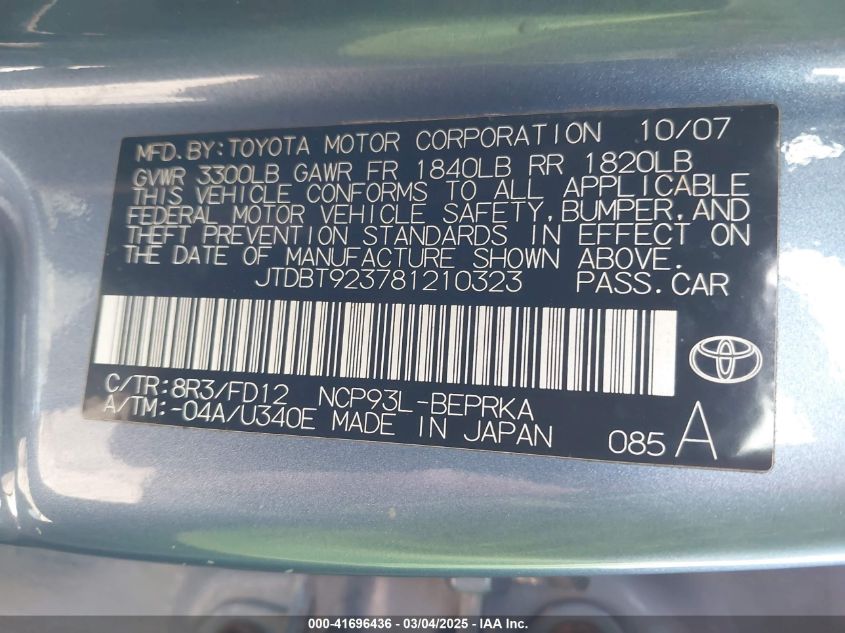 MFD.BY:TOYOTA MOTOR CORPORATION 10/07
GVWR 3300LB GAWR FR 1840LB RR 1820LB
THIS VEHICLE CONFORMS TO ALL APPLICABLE
FEDERAL MOTOR VEHICLE SAFETY,BUMPER,AND
THEFT PREVENTION STANDARDS IN EFFECT ON
THE DATE OF MANUFACTURE SHOWN ABOVE.
JTDBT923781210323 PASS.CAR
C/TR:8R3/FD12 NCP93L-BEPRKA
A/TM:-04A/U340E MADE IN JAPAN 085 A
000-41696436 - 03/04/2025 - IAA Inc.